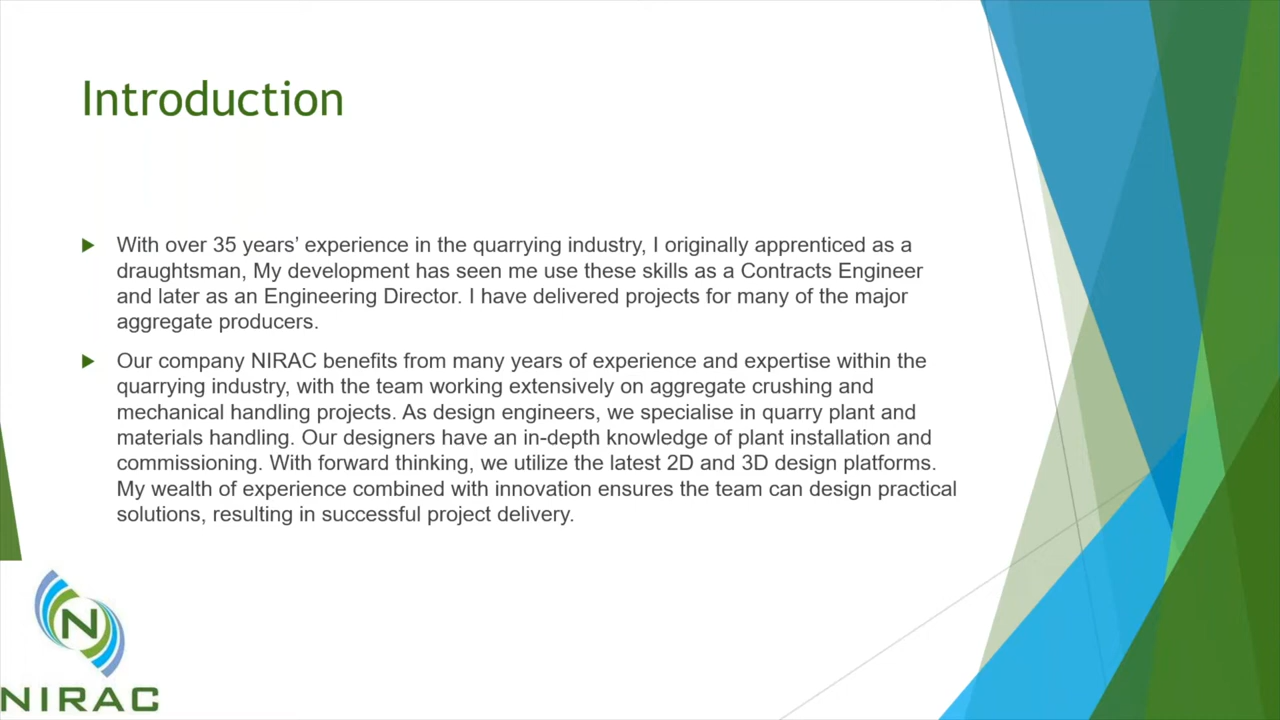 Introduction
With over 35 years’ experience in the quarrying industry, I originally apprenticed as a
draughtsman, My development has seen me use these skills as a Contracts Engineer
and later as an Engineering Director. I have delivered projects for many of the major
aggregate producers.
Our company NIRAC benefits from many years of experience and expertise within the
quarrying industry, with the team working extensively on aggregate crushing and
mechanical handling projects. As design engineers, we specialise in quarry plant and
materials handling. Our designers have an in-depth knowledge of plant installation and
commissioning. With forward thinking, we utilize the latest 2D and 3D design platforms.
My wealth of experience combined with innovation ensures the team can design practical
solutions, resulting in successful project delivery.
N
NIRAC